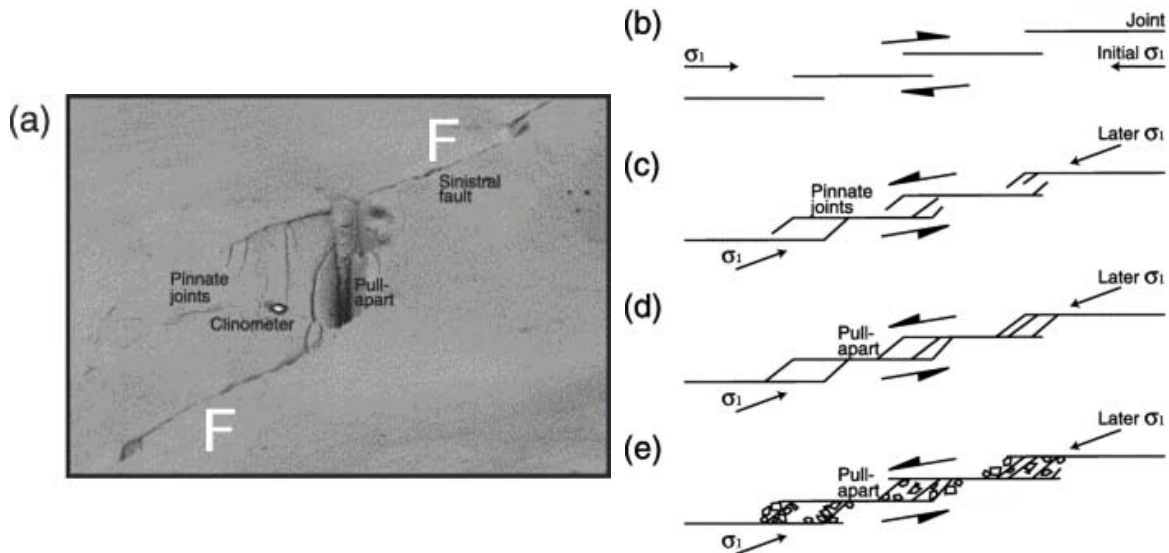 (a)
F
Sinistral
fault
Pinnate
joints
Pull-
apart
Clinometer
F
(b)
Joint
σ1
Initial σ1
(c)
Later σ1
Pinnate
joints
σ1
(d)
Later σ1
Pull-
apart
σ1
(e)
Later σ1
Pull-
apart
σ1